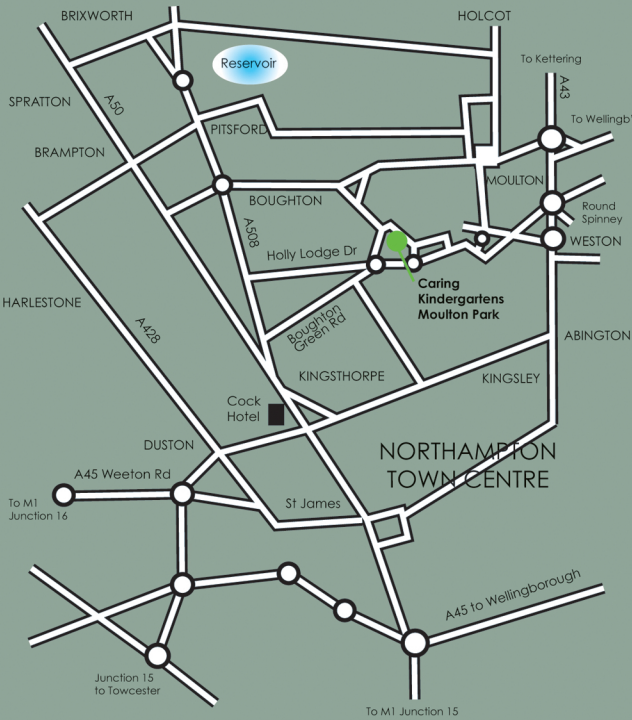 BRIXWORTH
HOLCOT
To Kettering
Reservoir
A43
SPRATTON
A50
To Wellingb'
PITSFORD
BRAMPTON
MOULTON
BOUGHTON
Round
Spinney
A508
WESTON
Holly Lodge Dr
Caring
Kindergartens
Moulton Park
HARLESTONE
Boughton
Green Rd
A428
ABINGTON
KINGSTHORPE
KINGSLEY
Cock
Hotel
DUSTON
NORTHAMPTON
TOWN CENTRE
A45 Weeton Rd
To M1
Junction 16
St James
A45 to Wellingborough
Junction 15
to Towcester
To M1 Junction 15